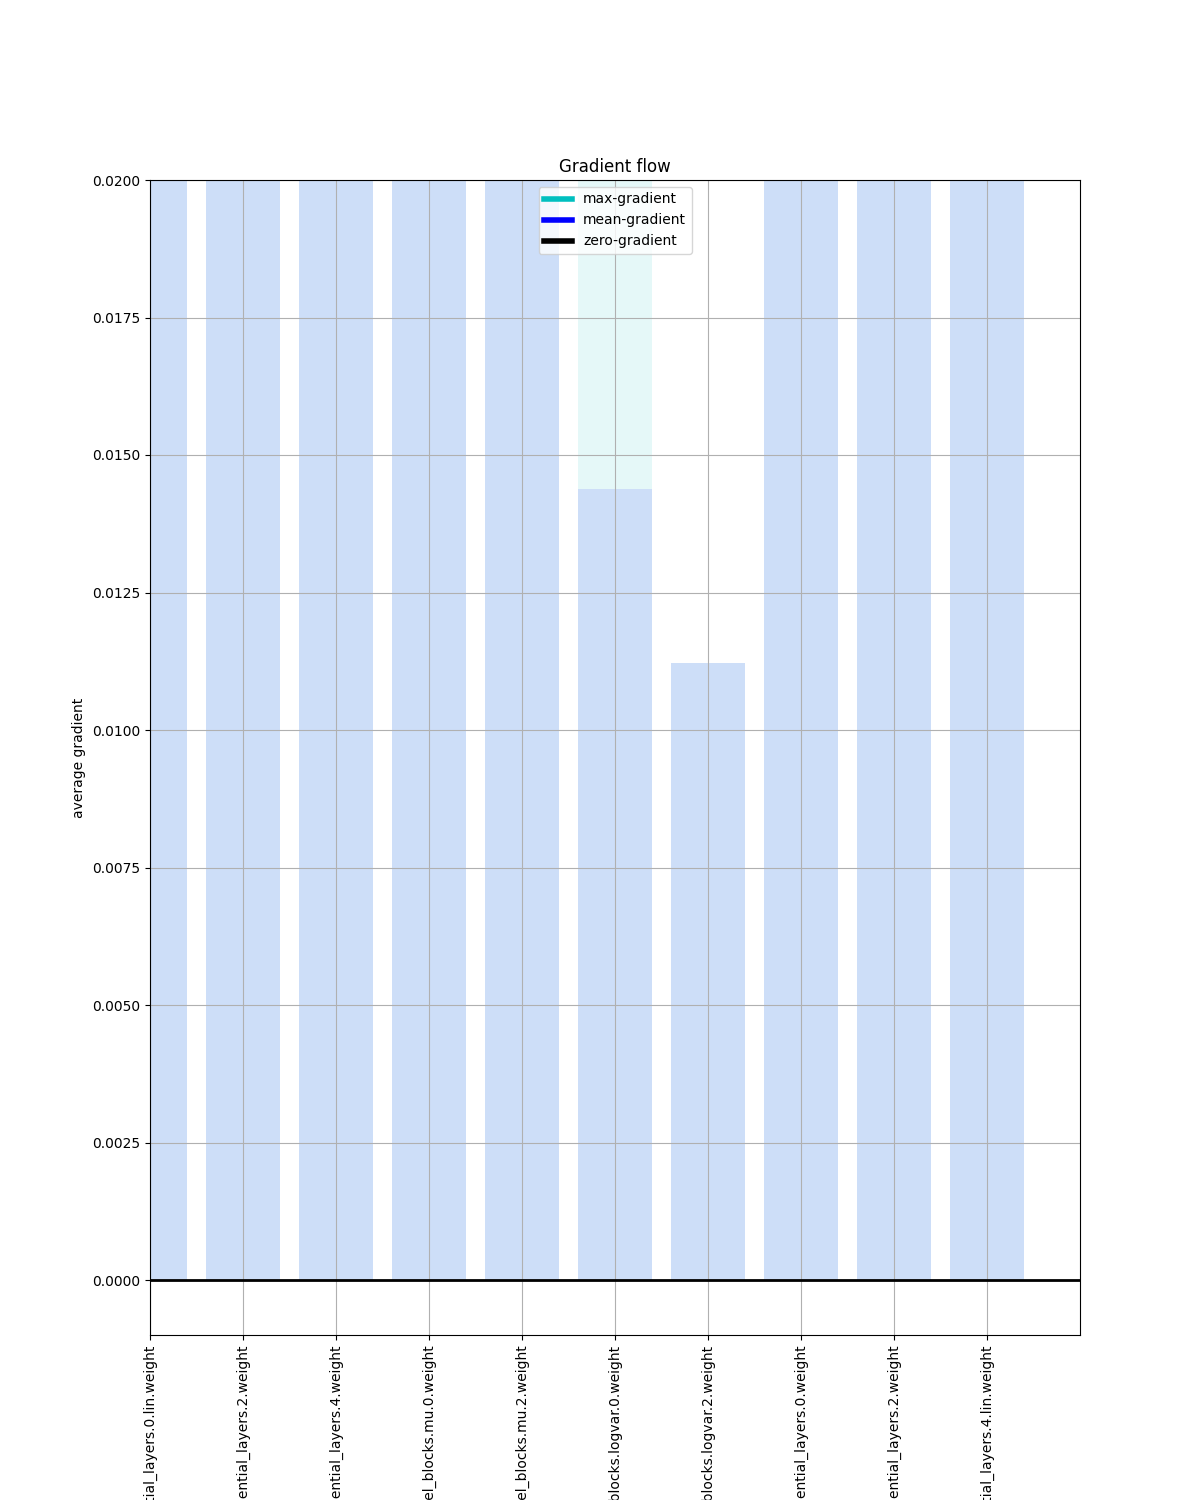 Gradient flow
max-gradient
mean-gradient
zero-gradient
0.0200
0.0175
0.0150
0.0125
0.0100
0.0075
0.0050
0.0025
0.0000
average gradient
tial_layers.0.lin.weight
ential_layers.2.weight
ential_layers.4.weight
el_blocks.mu.0.weight
el_blocks.mu.2.weight
blocks.logvar.0.weight
blocks.logvar.2.weight
ential_layers.0.weight
ential_layers.2.weight
tial_layers.4.lin.weight